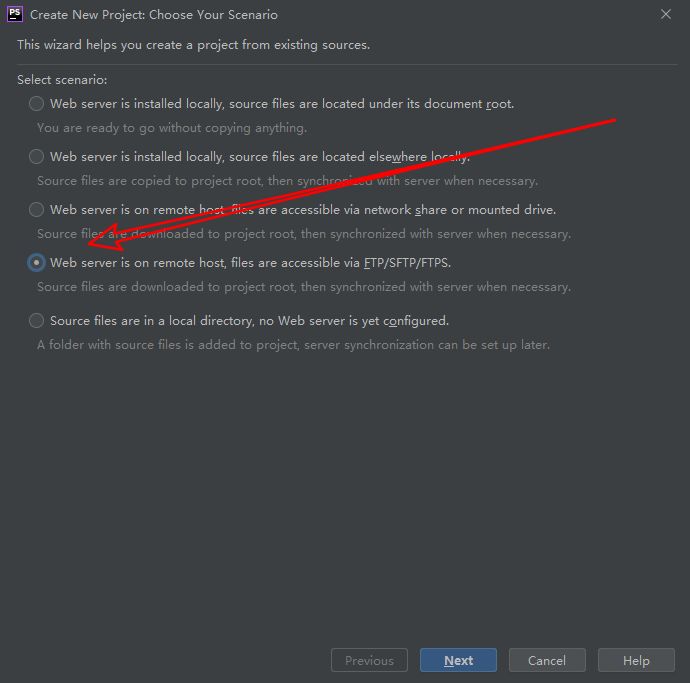 PS
Create New Project: Choose Your Scenario
This wizard helps you create a project from existing sources.
Select scenario:
Web server is installed locally, source files are located under its document root.
You are ready to go without copying anything.
Web server is installed locally, source files are located elsewhere locally.
Source files are copied to project root, then synchronized with server when necessary.
Web server is on remote host, files are accessible via network share or mounted drive.
Source files are downloaded to project root, then synchronized with server when necessary.
Web server is on remote host, files are accessible via FTP/SFTP/FTPS.
Source files are downloaded to project root, then synchronized with server when necessary.
Source files are in a local directory, no Web server is yet configured.
A folder with source files is added to project, server synchronization can be set up later.
Previous Next Cancel Help